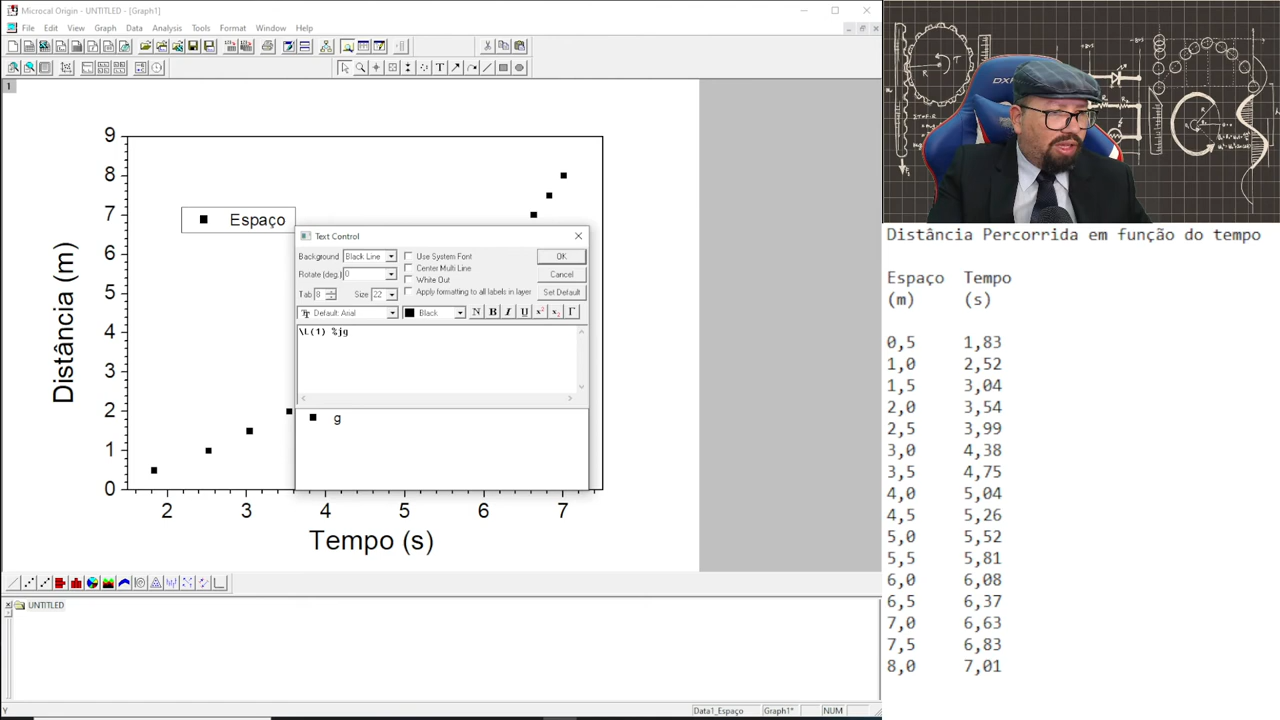 Microcal Origin - UNTITLED - [Graph1]
File Edit View Graph Data Analysis Tools Format Window Help
1
9
8
7
6
5
4
3
2
1
0
Distância (m)
Espaço
2 3 4 5 6 7
Tempo (s)
Text Control
Background Black Line
Use System Font
OK
Center Multi Line
Rotate (deg.) 0
Cancel
White Out
Tab 8 Size 22
Apply formatting to all labels in layer
Set Default
Default: Arial Black N B I U x² x₂ Γ
\L(1) %jg
g
UNTITLED
Y
Data1_Espaço Graph1* NUM
DXR
Distância Percorrida em função do tempo
Espaço Tempo
(m) (s)
0,5 1,83
1,0 2,52
1,5 3,04
2,0 3,54
2,5 3,99
3,0 4,38
3,5 4,75
4,0 5,04
4,5 5,26
5,0 5,52
5,5 5,81
6,0 6,08
6,5 6,37
7,0 6,63
7,5 6,83
8,0 7,01